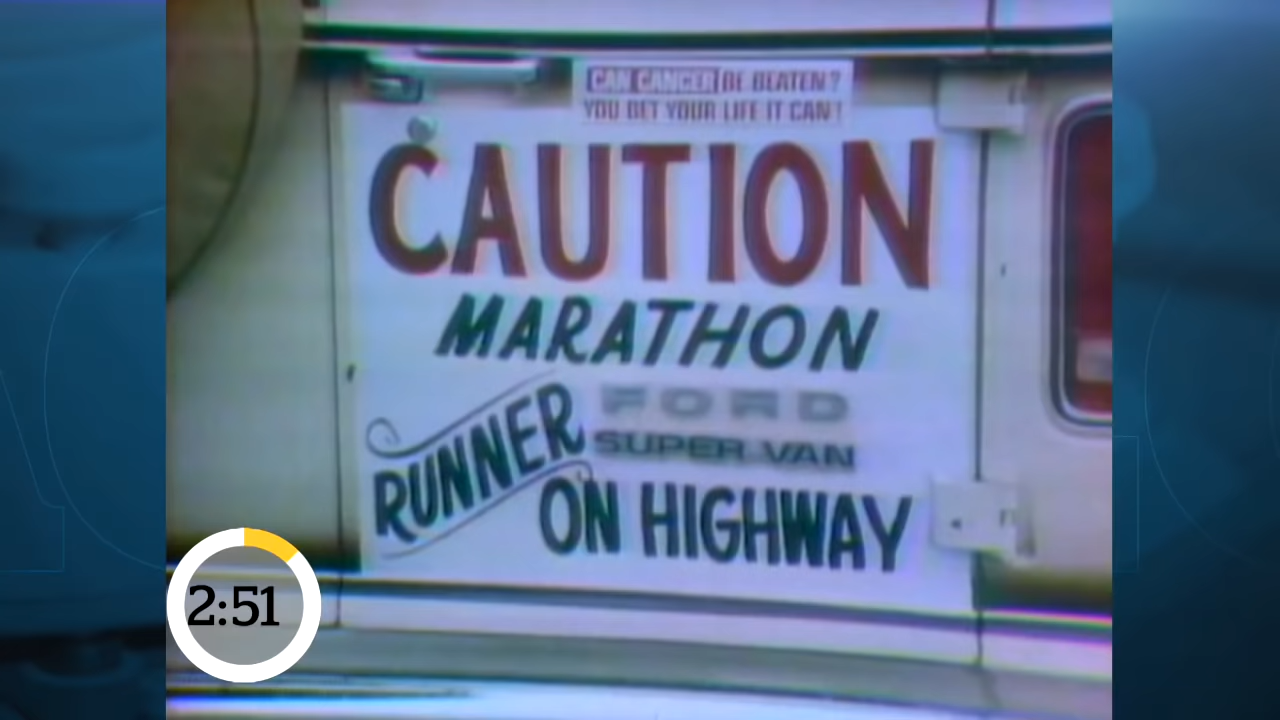 CAN CANCER BE BEATEN?
YOU BET YOUR LIFE IT CAN!
CAUTION
MARATHON
RUNNER
FORD
SUPER VAN
ON HIGHWAY
2:51